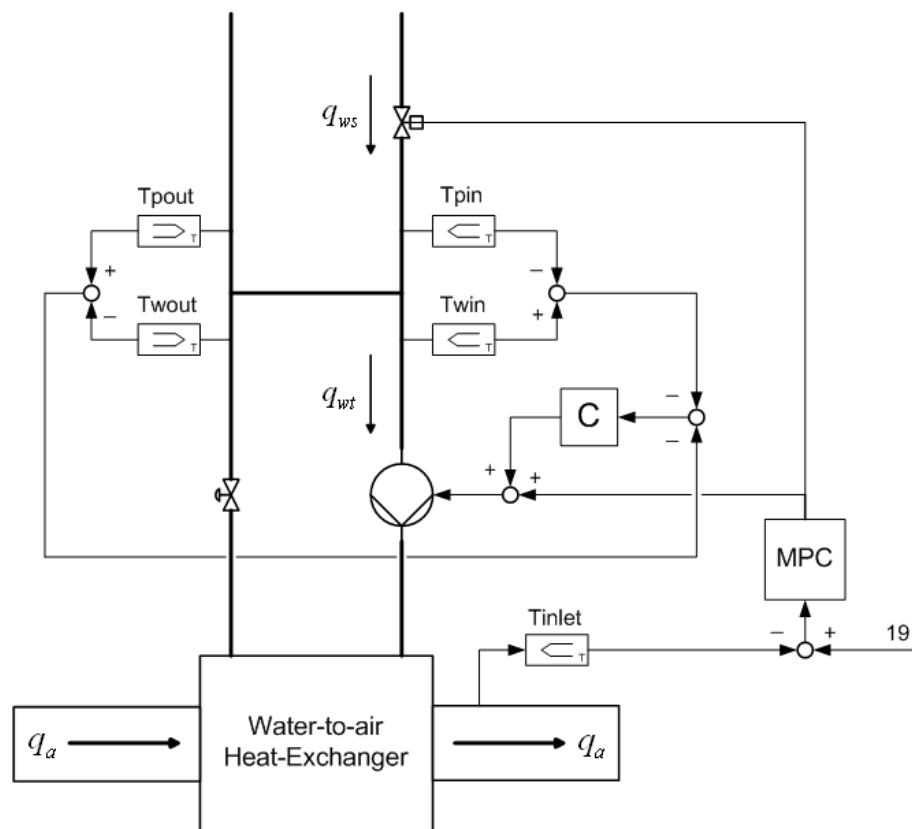 q_ws
Tpout
Tpin
T
T
+
−
Twout
Twin
−
+
T
T
q_wt
−
C
−
+
+
MPC
Tinlet
−
+
19
T
Water-to-air
q_a
q_a
Heat-Exchanger